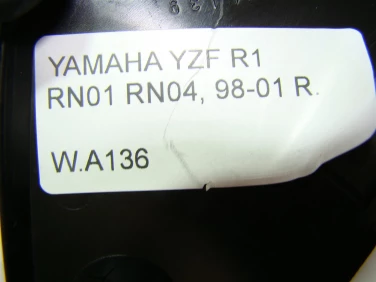 YAMAHA YZF R1
RN01 RN04, 98-01 R.
W.A136